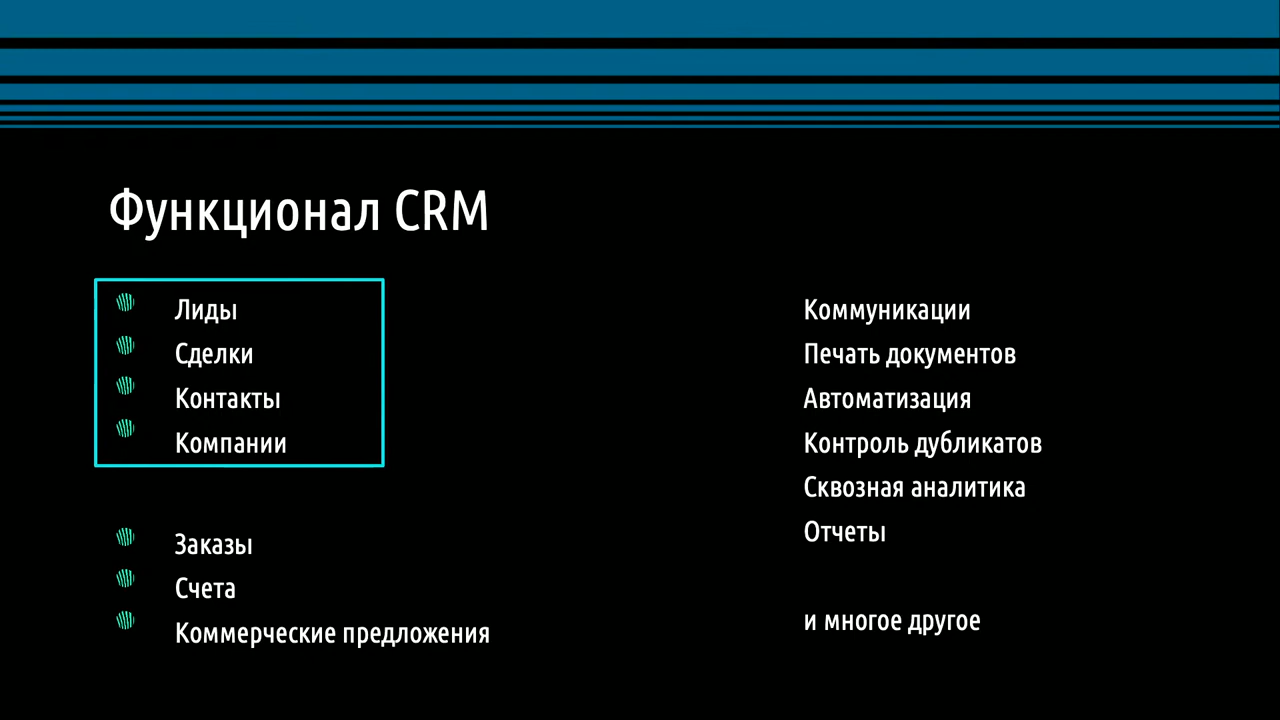 Функционал CRM
Лиды
Сделки
Контакты
Компании
Заказы
Счета
Коммерческие предложения
Коммуникации
Печать документов
Автоматизация
Контроль дубликатов
Сквозная аналитика
Отчеты
и многое другое